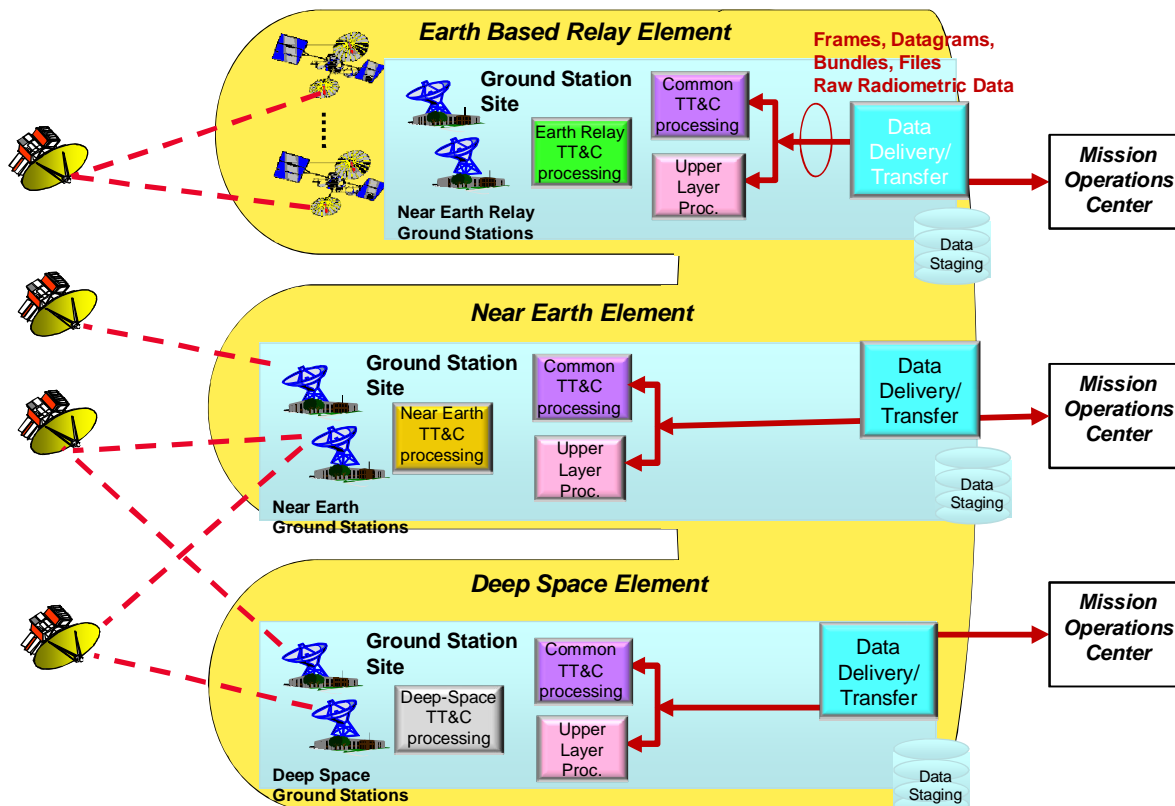 Earth Based Relay Element
Frames, Datagrams,
Bundles, Files
Raw Radiometric Data
Ground Station
Site
Common
TT&C
processing
Earth Relay
TT&C
processing
Upper
Layer
Proc.
Data
Delivery/
Transfer
Near Earth Relay
Ground Stations
Data
Staging
Mission
Operations
Center
Near Earth Element
Ground Station
Site
Common
TT&C
processing
Near Earth
TT&C
processing
Upper
Layer
Proc.
Data
Delivery/
Transfer
Near Earth
Ground Stations
Data
Staging
Mission
Operations
Center
Deep Space Element
Ground Station
Site
Common
TT&C
processing
Deep-Space
TT&C
processing
Upper
Layer
Proc.
Data
Delivery/
Transfer
Deep Space
Ground Stations
Data
Staging
Mission
Operations
Center